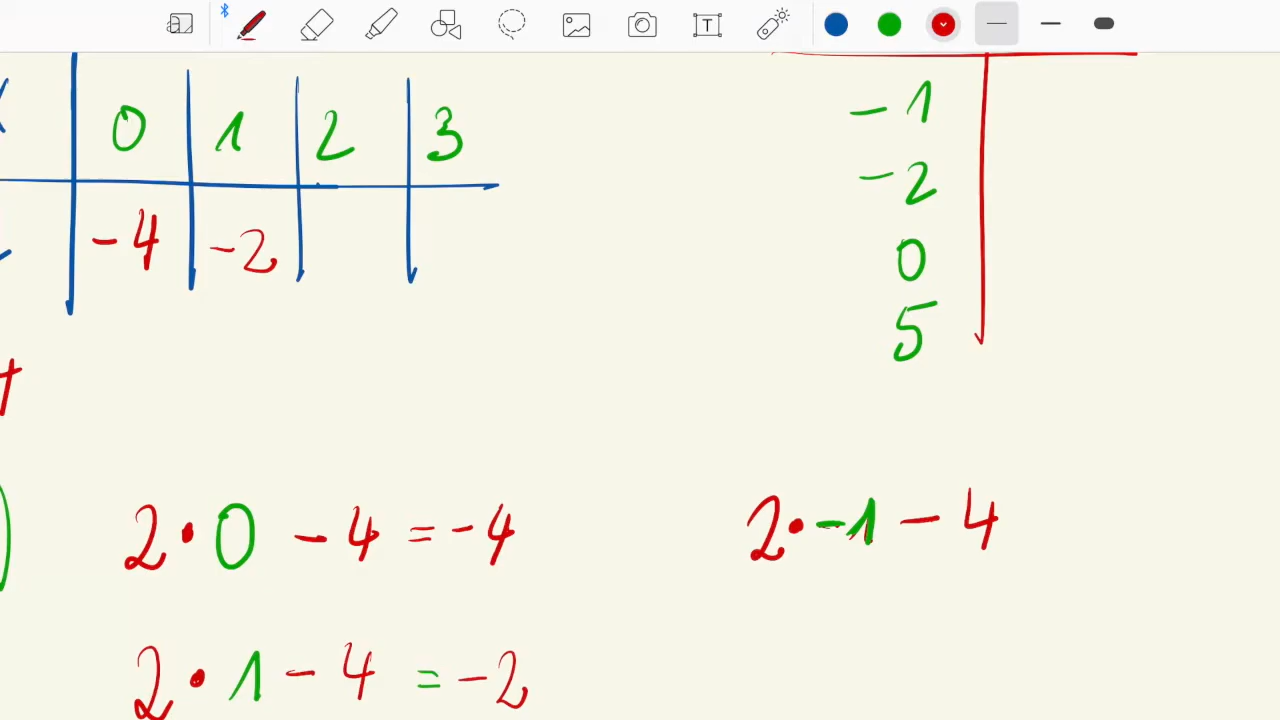 0 1 2 3
-4 -2
-1
-2
0
5
2 • 0 - 4 = -4
2 • -1 - 4
2 • 1 - 4 = -2